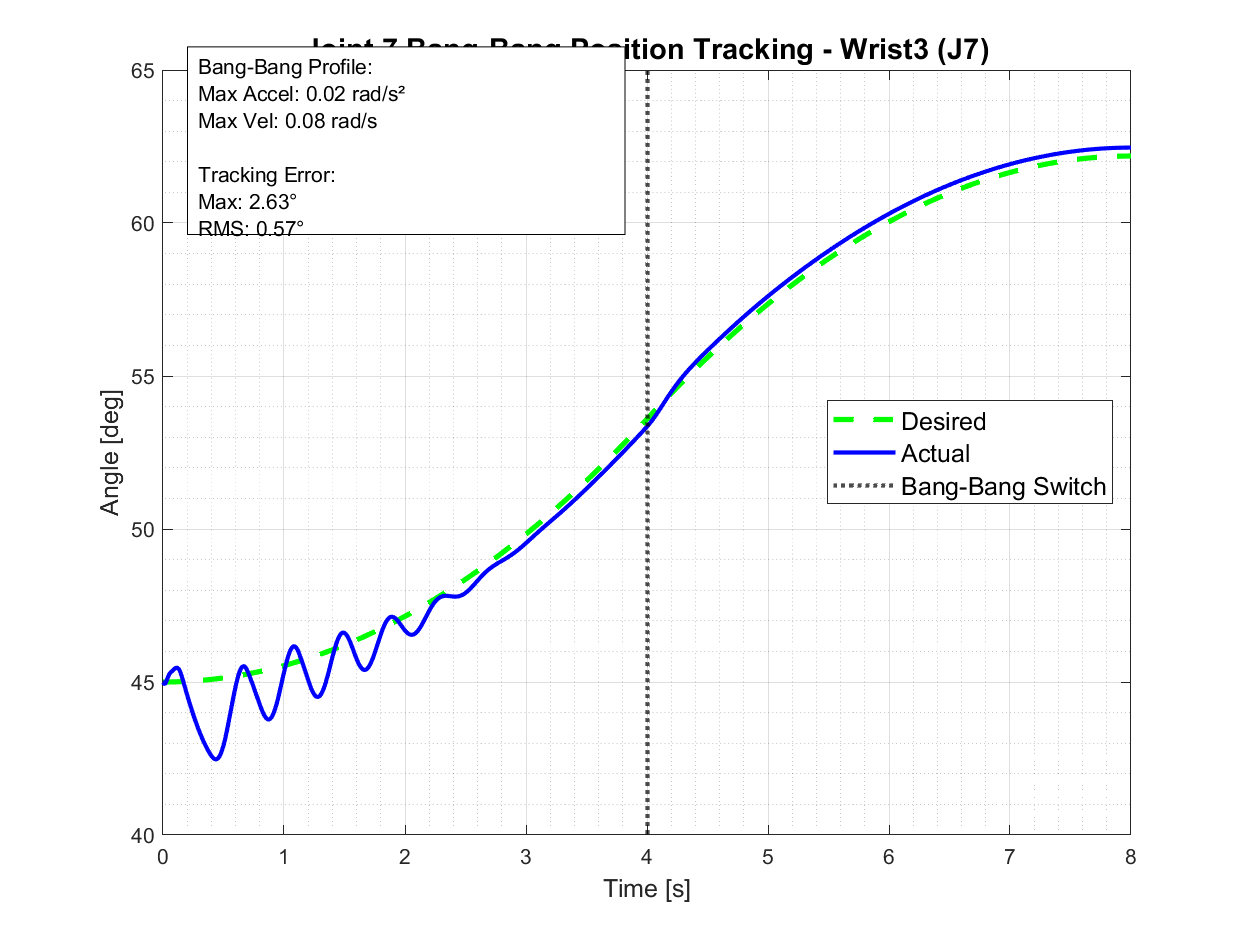 Joint 7 Bang-Bang Position Tracking - Wrist3 (J7)
Bang-Bang Profile:
Max Accel: 0.02 rad/s²
Max Vel: 0.08 rad/s
Tracking Error:
Max: 2.63°
RMS: 0.57°
65
60
55
50
45
40
Angle [deg]
Desired
Actual
Bang-Bang Switch
0 1 2 3 4 5 6 7 8
Time [s]